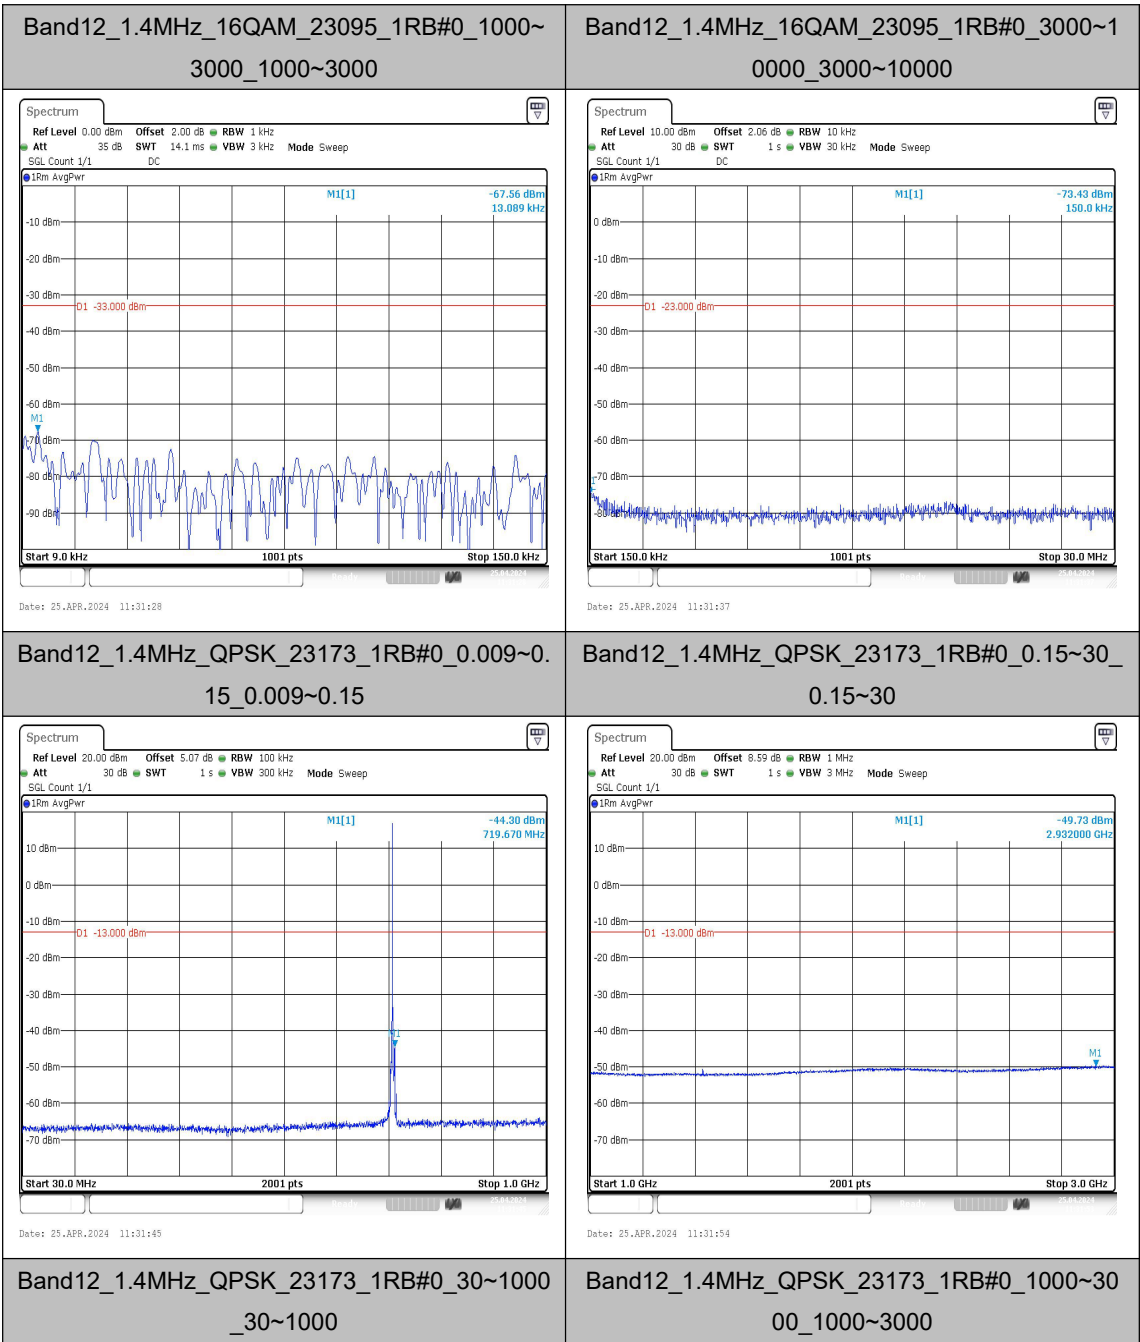 Band12_1.4MHz_16QAM_23095_1RB#0_1000~
3000_1000~3000
Band12_1.4MHz_16QAM_23095_1RB#0_3000~1
0000_3000~10000
Spectrum
Ref Level 0.00 dBm Offset 2.00 dB RBW 1 kHz
Att 35 dB SWT 14.1 ms VBW 3 kHz Mode Sweep
SGL Count 1/1 DC
1Rm AvgPwr
M1[1] -67.56 dBm
13.089 kHz
-10 dBm
-20 dBm
-30 dBm
D1 -33.000 dBm
-40 dBm
-50 dBm
-60 dBm
M1
-70 dBm
-80 dBm
-90 dBm
Start 9.0 kHz 1001 pts Stop 150.0 kHz
Ready
25.04.2024
Date: 25.APR.2024 11:31:28
Spectrum
Ref Level 10.00 dBm Offset 2.06 dB RBW 10 kHz
Att 30 dB SWT 1 s VBW 30 kHz Mode Sweep
SGL Count 1/1 DC
1Rm AvgPwr
M1[1] -73.43 dBm
150.0 kHz
0 dBm
-10 dBm
-20 dBm
D1 -23.000 dBm
-30 dBm
-40 dBm
-50 dBm
-60 dBm
-70 dBm
-80 dBm
Start 150.0 kHz 1001 pts Stop 30.0 MHz
Ready
25.04.2024
Date: 25.APR.2024 11:31:37
Band12_1.4MHz_QPSK_23173_1RB#0_0.009~0.
15_0.009~0.15
Band12_1.4MHz_QPSK_23173_1RB#0_0.15~30_
0.15~30
Spectrum
Ref Level 20.00 dBm Offset 5.07 dB RBW 100 kHz
Att 30 dB SWT 1 s VBW 300 kHz Mode Sweep
SGL Count 1/1
1Rm AvgPwr
M1[1] -44.30 dBm
719.670 MHz
10 dBm
0 dBm
-10 dBm
D1 -13.000 dBm
-20 dBm
-30 dBm
-40 dBm
M1
-50 dBm
-60 dBm
-70 dBm
Start 30.0 MHz 2001 pts Stop 1.0 GHz
Ready
25.04.2024
Date: 25.APR.2024 11:31:45
Spectrum
Ref Level 20.00 dBm Offset 8.59 dB RBW 1 MHz
Att 30 dB SWT 1 s VBW 3 MHz Mode Sweep
SGL Count 1/1
1Rm AvgPwr
M1[1] -49.73 dBm
2.932000 GHz
10 dBm
0 dBm
-10 dBm
D1 -13.000 dBm
-20 dBm
-30 dBm
-40 dBm
M1
-50 dBm
-60 dBm
-70 dBm
Start 1.0 GHz 2001 pts Stop 3.0 GHz
Ready
25.04.2024
Date: 25.APR.2024 11:31:54
Band12_1.4MHz_QPSK_23173_1RB#0_30~1000
_30~1000
Band12_1.4MHz_QPSK_23173_1RB#0_1000~30
00_1000~3000